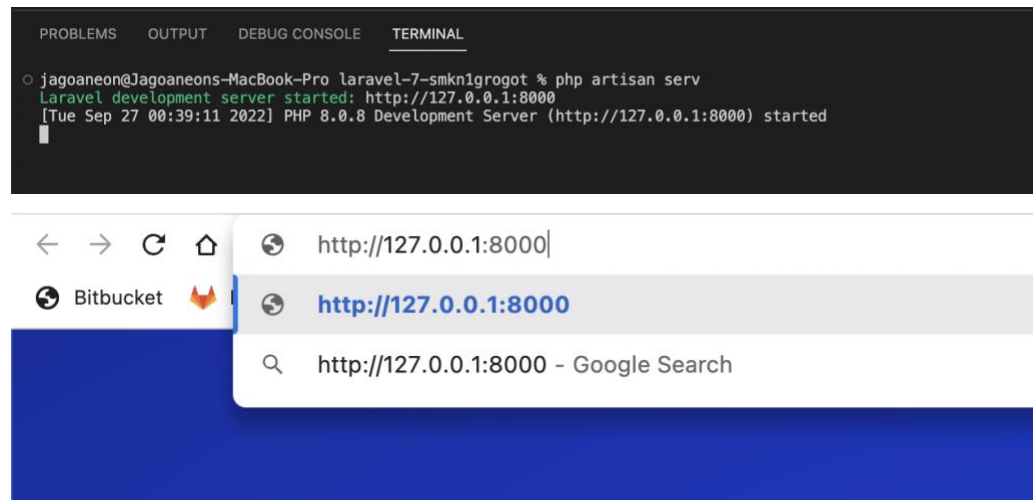 PROBLEMS OUTPUT DEBUG CONSOLE TERMINAL
jagoaneon@Jagoaneons-MacBook-Pro laravel-7-smkn1grogot % php artisan serv
Laravel development server started: http://127.0.0.1:8000
[Tue Sep 27 00:39:11 2022] PHP 8.0.8 Development Server (http://127.0.0.1:8000) started
http://127.0.0.1:8000
Bitbucket
http://127.0.0.1:8000
http://127.0.0.1:8000 - Google Search